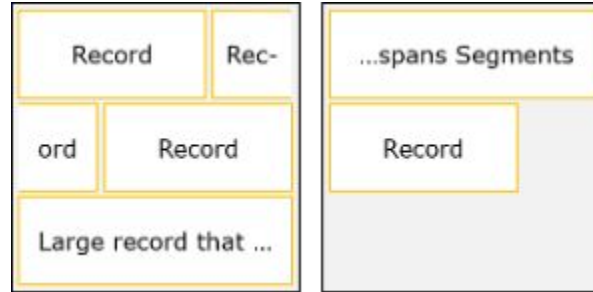 Record Rec-
ord Record
Large record that ...
...spans Segments
Record